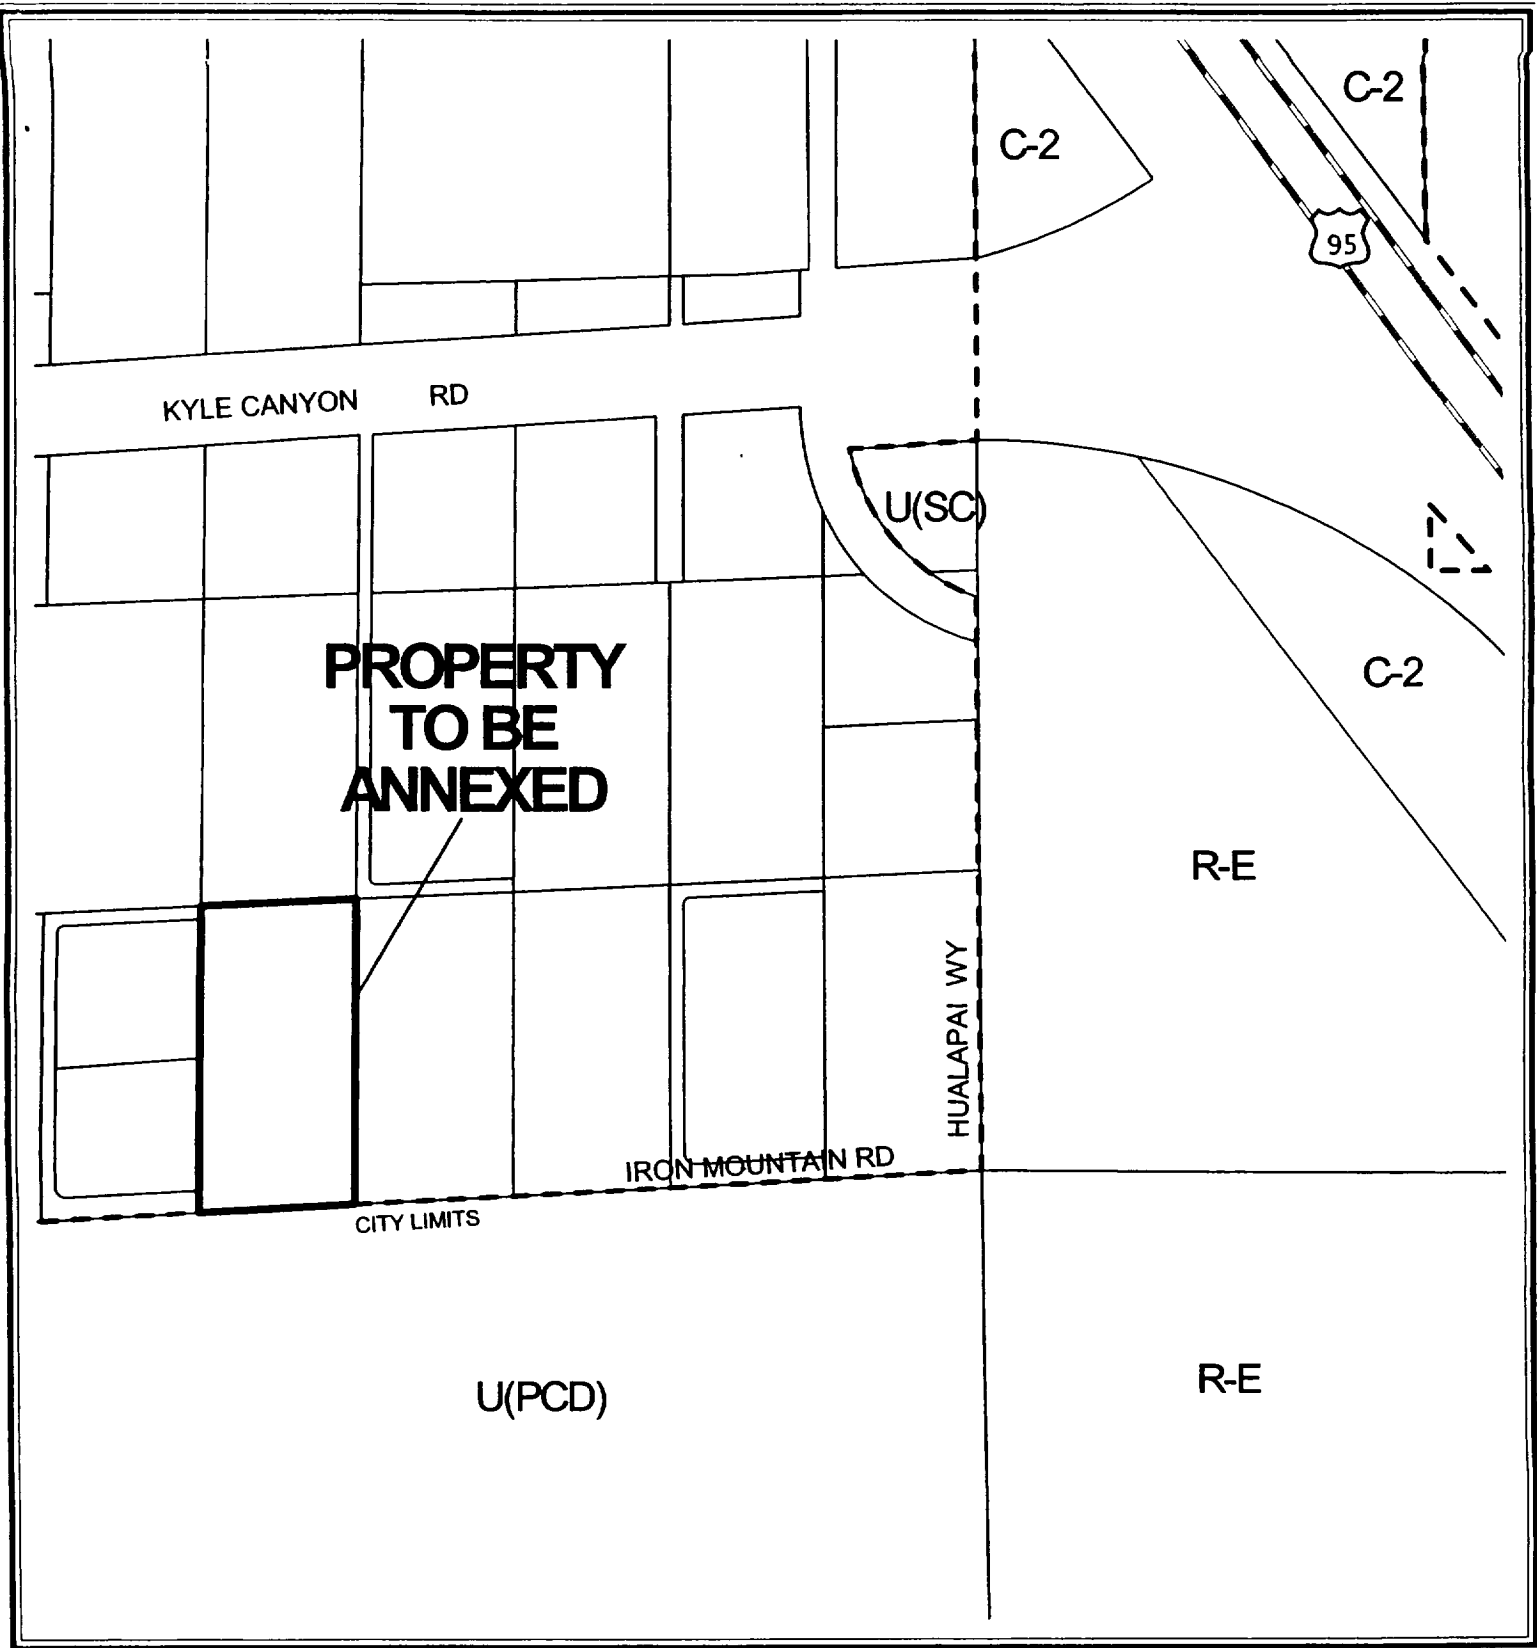 C-2
C-2
95
KYLE CANYON RD
U(SC)
PROPERTY
TO BE
ANNEXED
C-2
R-E
HUALAPAI WY
IRON MOUNTAIN RD
CITY LIMITS
U(PCD)
R-E